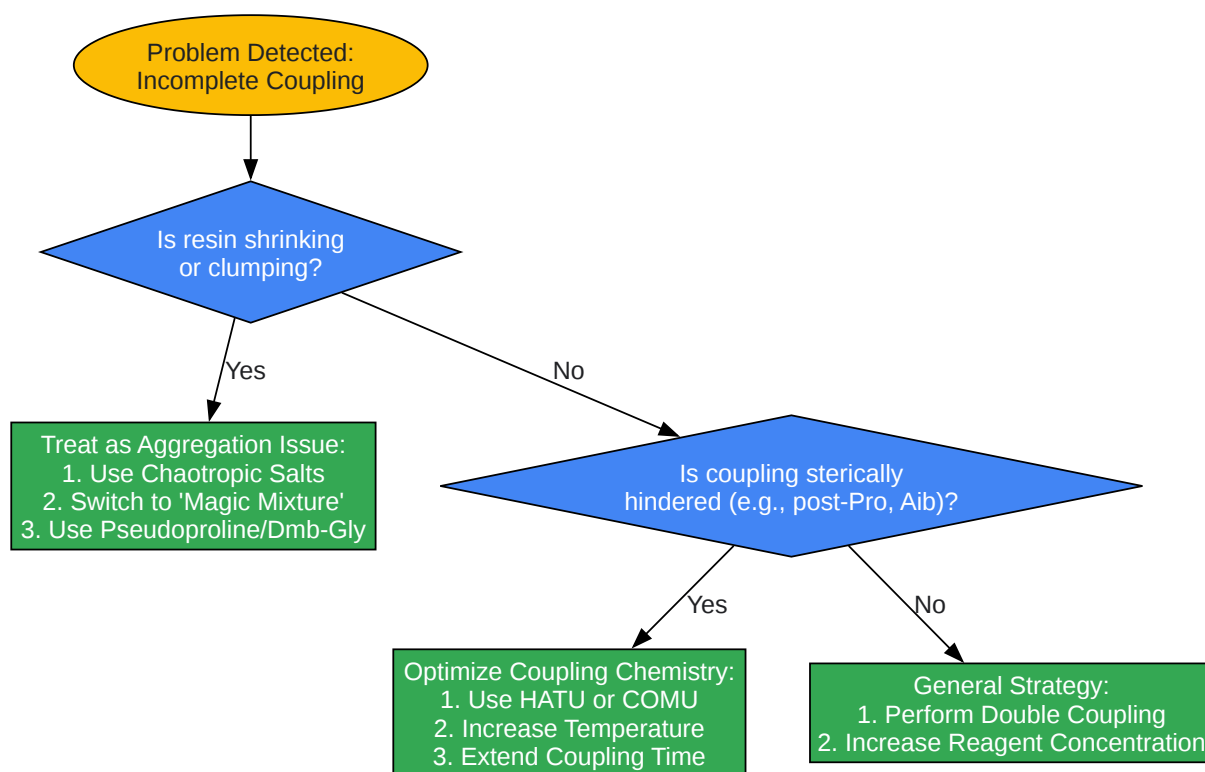 Problem Detected:
Incomplete Coupling
Is resin shrinking
or clumping?
Yes
No
Treat as Aggregation Issue:
1. Use Chaotropic Salts
2. Switch to 'Magic Mixture'
3. Use Pseudoproline/Dmb-Gly
Is coupling sterically
hindered (e.g., post-Pro, Aib)?
Yes
No
Optimize Coupling Chemistry:
1. Use HATU or COMU
2. Increase Temperature
3. Extend Coupling Time
General Strategy:
1. Perform Double Coupling
2. Increase Reagent Concentration